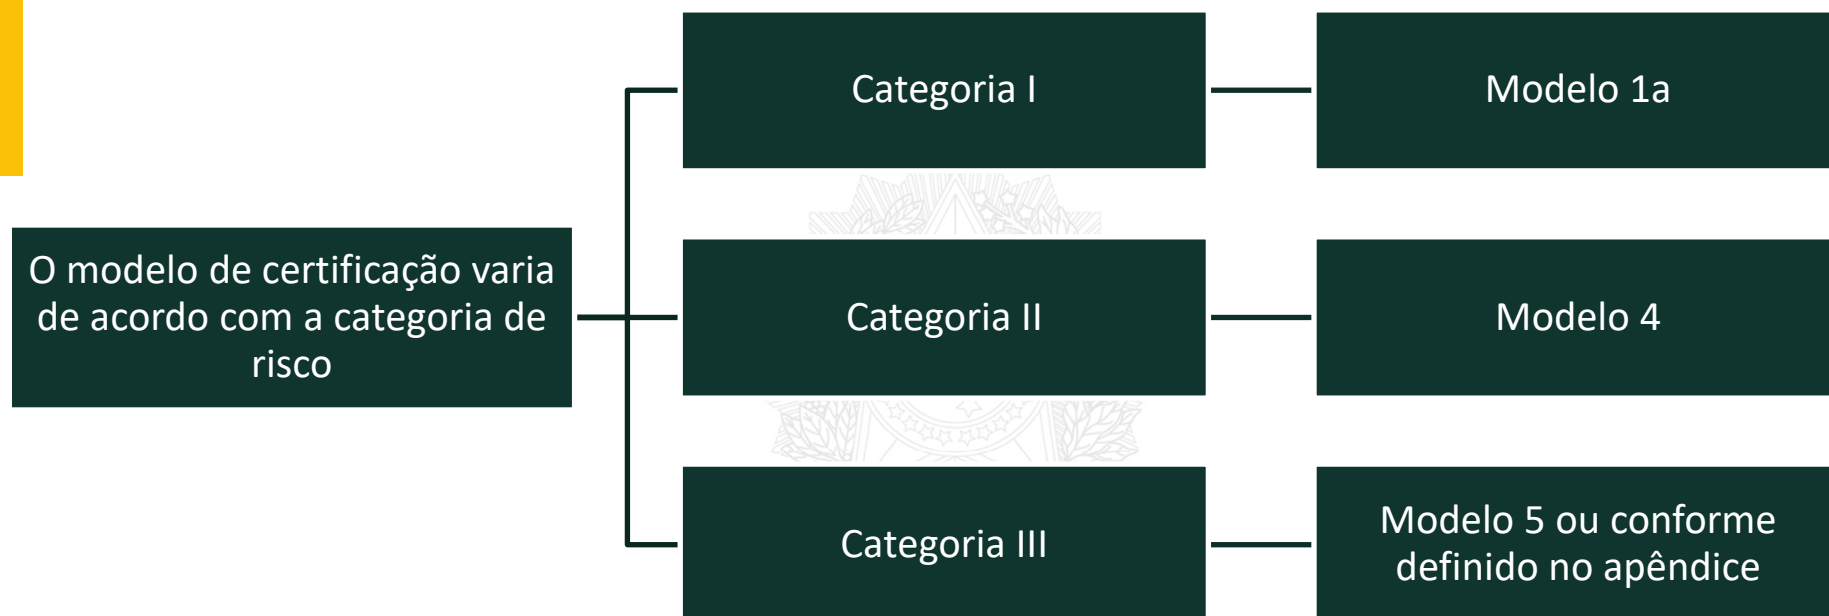 O modelo de certificação varia
de acordo com a categoria de
risco
Categoria I
Modelo 1a
Categoria II
Modelo 4
Categoria III
Modelo 5 ou conforme
definido no apêndice